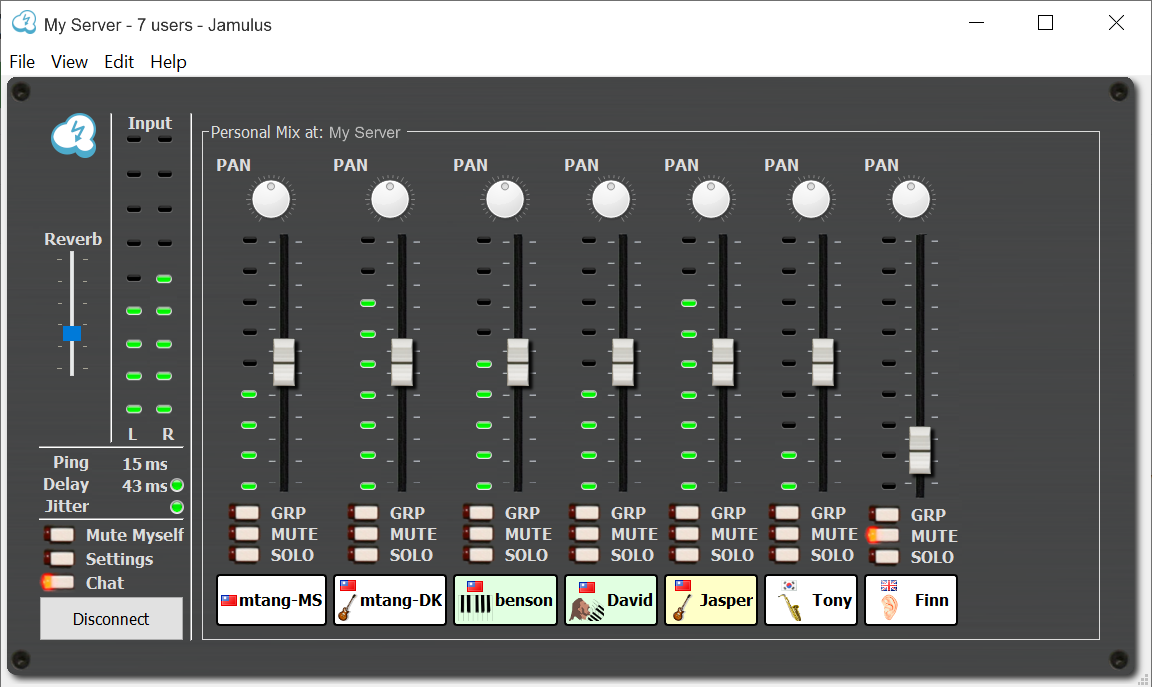 My Server - 7 users - Jamulus
File View Edit Help
Input
Personal Mix at: My Server
PAN PAN PAN PAN PAN PAN PAN
Reverb
L R
Ping 15 ms
Delay 43 ms
Jitter
GRP GRP GRP GRP GRP GRP GRP
MUTE MUTE MUTE MUTE MUTE MUTE MUTE
SOLO SOLO SOLO SOLO SOLO SOLO SOLO
Mute Myself
Settings
Chat
Disconnect
mtang-MS mtang-DK benson David Jasper Tony Finn